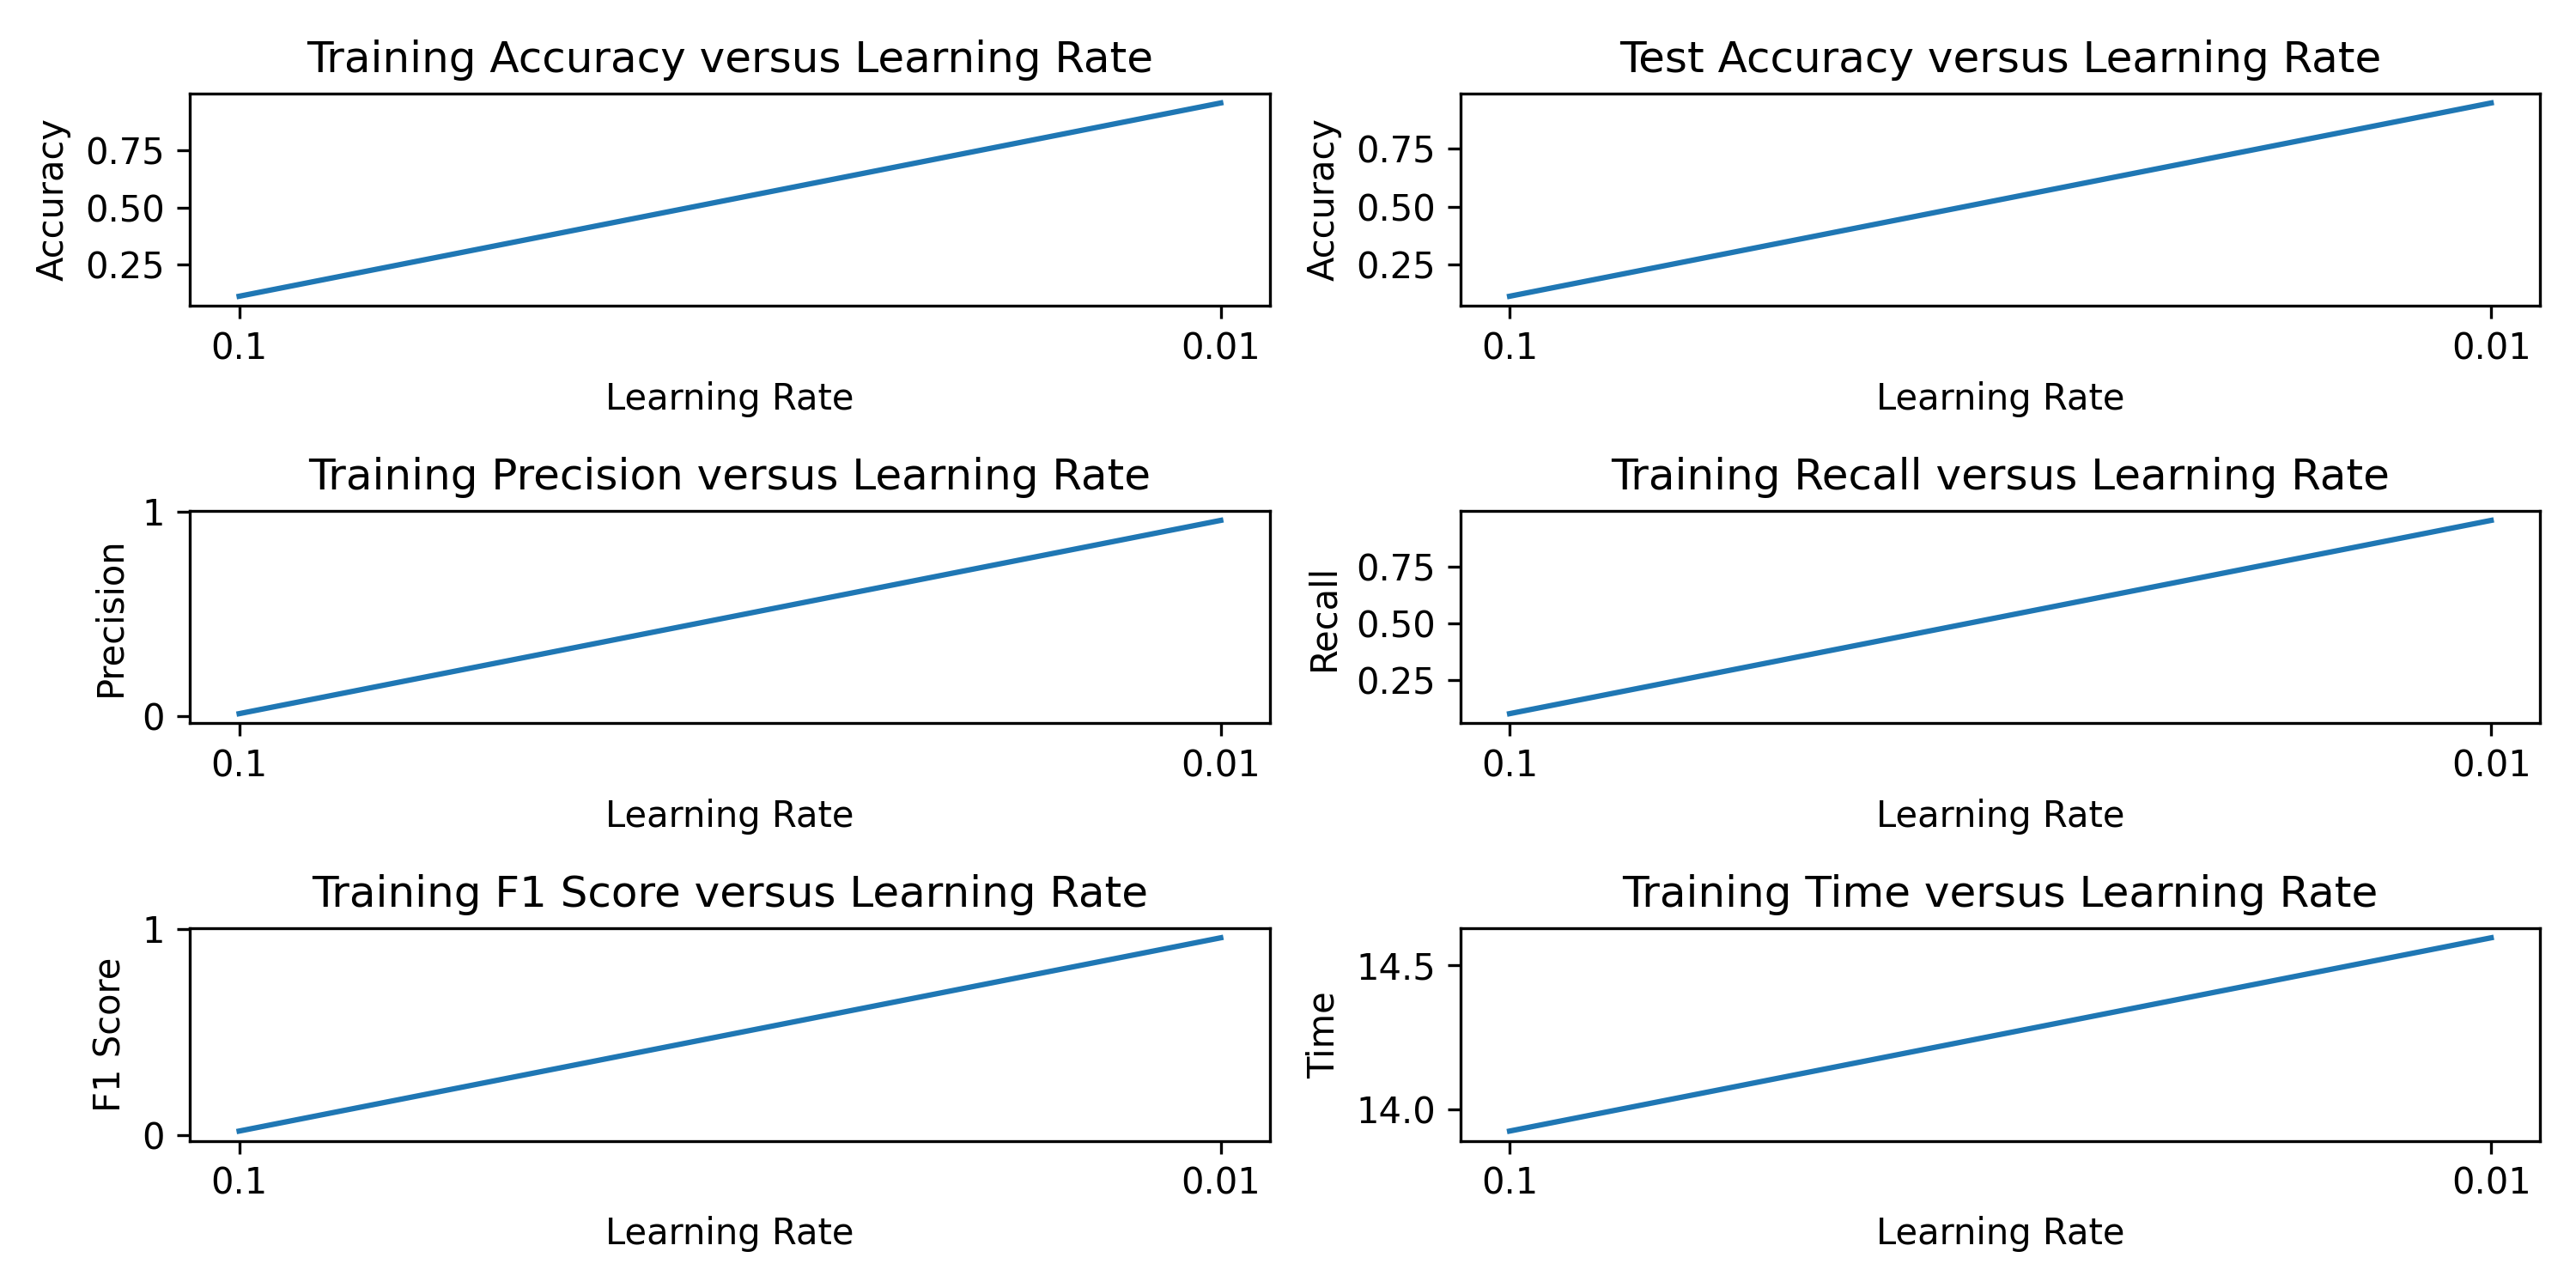 Training Accuracy versus Learning Rate
Accuracy
0.75
0.50
0.25
0.1
0.01
Learning Rate
Test Accuracy versus Learning Rate
Accuracy
0.75
0.50
0.25
0.1
0.01
Learning Rate
Training Precision versus Learning Rate
Precision
1
0
0.1
0.01
Learning Rate
Training Recall versus Learning Rate
Recall
0.75
0.50
0.25
0.1
0.01
Learning Rate
Training F1 Score versus Learning Rate
F1 Score
1
0
0.1
0.01
Learning Rate
Training Time versus Learning Rate
Time
14.5
14.0
0.1
0.01
Learning Rate